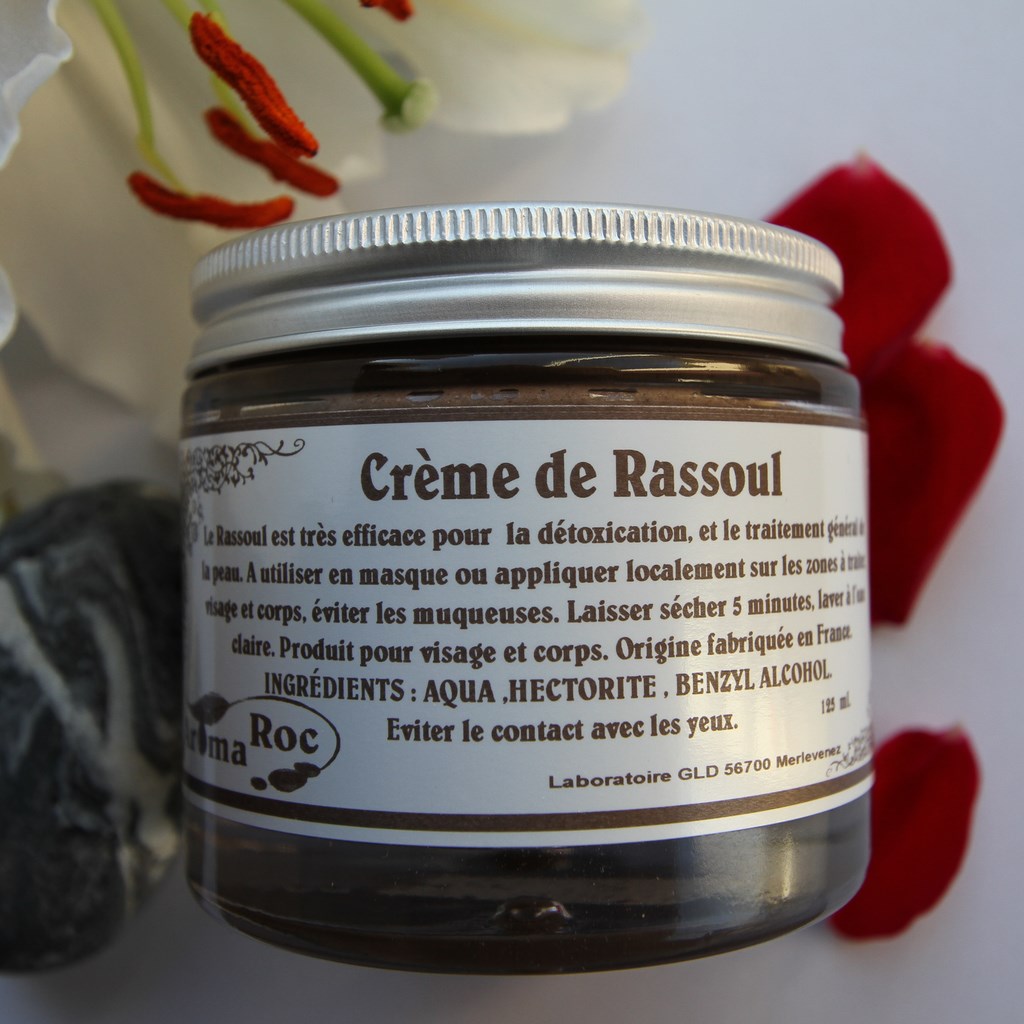 Crème de Rassoul
Le Rassoul est très efficace pour la détoxication, et le traitement général de
la peau. A utiliser en masque ou appliquer localement sur les zones à traiter
visage et corps, éviter les muqueuses. Laisser sécher 5 minutes, laver à l'eau
claire. Produit pour visage et corps. Origine fabriquée en France.
INGRÉDIENTS : AQUA ,HECTORITE , BENZYL ALCOHOL.
125 ml.
Eviter le contact avec les yeux.
Aroma Roc
Laboratoire GLD 56700 Merlevenez